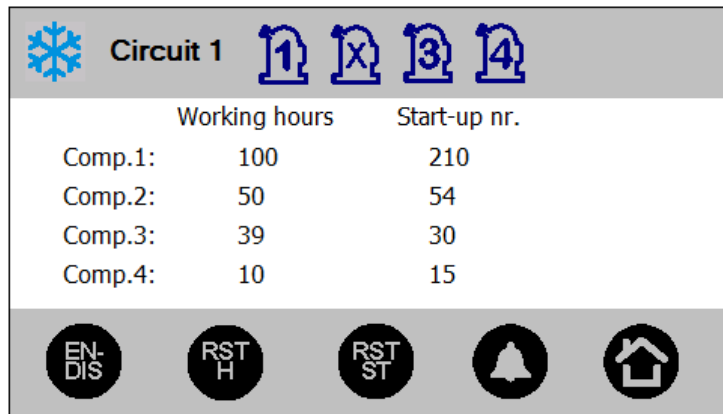 Circuit 1 1 X 3 4
Working hours Start-up nr.
Comp.1: 100 210
Comp.2: 50 54
Comp.3: 39 30
Comp.4: 10 15
EN- RST RST
DIS H ST